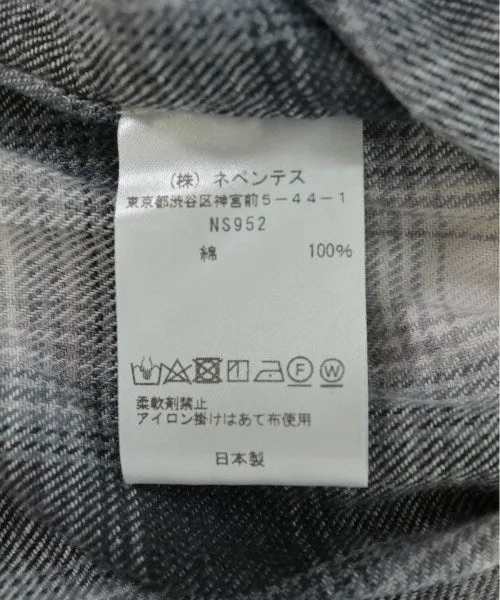 （株）ネペンテス
東京都渋谷区神宮前5－44－1
NS952
綿 100%
F W
柔軟剤禁止
アイロン掛けはあて布使用
日本製